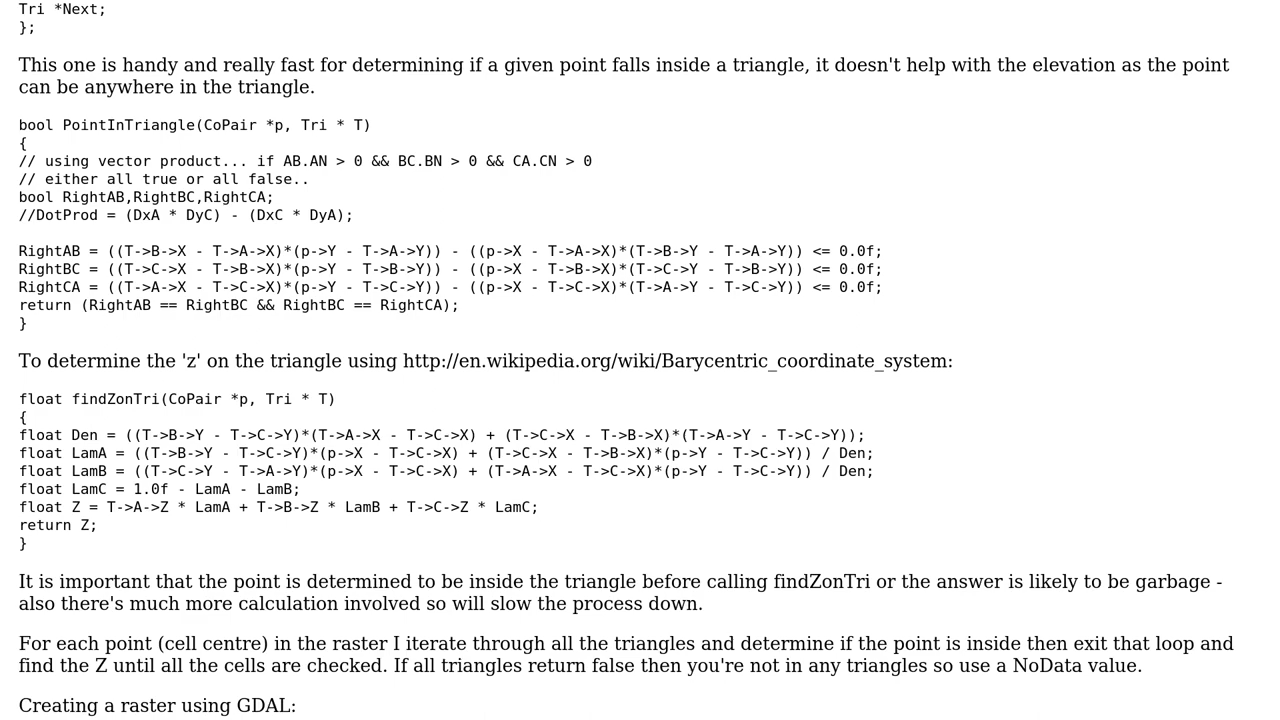 Tri *Next;
};
This one is handy and really fast for determining if a given point falls inside a triangle, it doesn't help with the elevation as the point
can be anywhere in the triangle.
bool PointInTriangle(CoPair *p, Tri * T)
{
// using vector product... if AB.AN > 0 && BC.BN > 0 && CA.CN > 0
// either all true or all false..
bool RightAB,RightBC,RightCA;
//DotProd = (DxA * DyC) - (DxC * DyA);
RightAB = ((T->B->X - T->A->X)*(p->Y - T->A->Y)) - ((p->X - T->A->X)*(T->B->Y - T->A->Y)) <= 0.0f;
RightBC = ((T->C->X - T->B->X)*(p->Y - T->B->Y)) - ((p->X - T->B->X)*(T->C->Y - T->B->Y)) <= 0.0f;
RightCA = ((T->A->X - T->C->X)*(p->Y - T->C->Y)) - ((p->X - T->C->X)*(T->A->Y - T->C->Y)) <= 0.0f;
return (RightAB == RightBC && RightBC == RightCA);
}
To determine the 'z' on the triangle using http://en.wikipedia.org/wiki/Barycentric_coordinate_system:
float findZonTri(CoPair *p, Tri * T)
{
float Den = ((T->B->Y - T->C->Y)*(T->A->X - T->C->X) + (T->C->X - T->B->X)*(T->A->Y - T->C->Y));
float LamA = ((T->B->Y - T->C->Y)*(p->X - T->C->X) + (T->C->X - T->B->X)*(p->Y - T->C->Y)) / Den;
float LamB = ((T->C->Y - T->A->Y)*(p->X - T->C->X) + (T->A->X - T->C->X)*(p->Y - T->C->Y)) / Den;
float LamC = 1.0f - LamA - LamB;
float Z = T->A->Z * LamA + T->B->Z * LamB + T->C->Z * LamC;
return Z;
}
It is important that the point is determined to be inside the triangle before calling findZonTri or the answer is likely to be garbage -
also there's much more calculation involved so will slow the process down.
For each point (cell centre) in the raster I iterate through all the triangles and determine if the point is inside then exit that loop and
find the Z until all the cells are checked. If all triangles return false then you're not in any triangles so use a NoData value.
Creating a raster using GDAL: